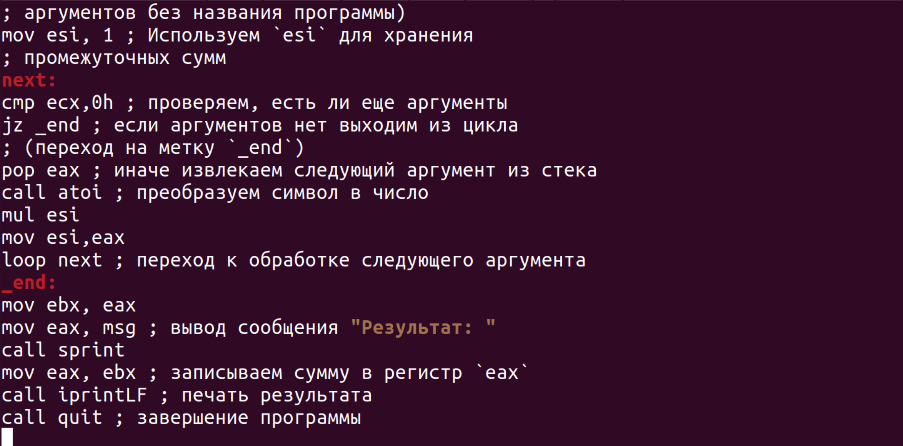 ; аргументов без названия программы)
mov esi, 1 ; Используем `esi` для хранения
; промежуточных сумм
next:
cmp ecx,0h ; проверяем, есть ли еще аргументы
jz _end ; если аргументов нет выходим из цикла
; (переход на метку `_end`)
pop eax ; иначе извлекаем следующий аргумент из стека
call atoi ; преобразуем символ в число
mul esi
mov esi,eax
loop next ; переход к обработке следующего аргумента
_end:
mov ebx, eax
mov eax, msg ; вывод сообщения "Результат: "
call sprint
mov eax, ebx ; записываем сумму в регистр `eax`
call iprintLF ; печать результата
call quit ; завершение программы